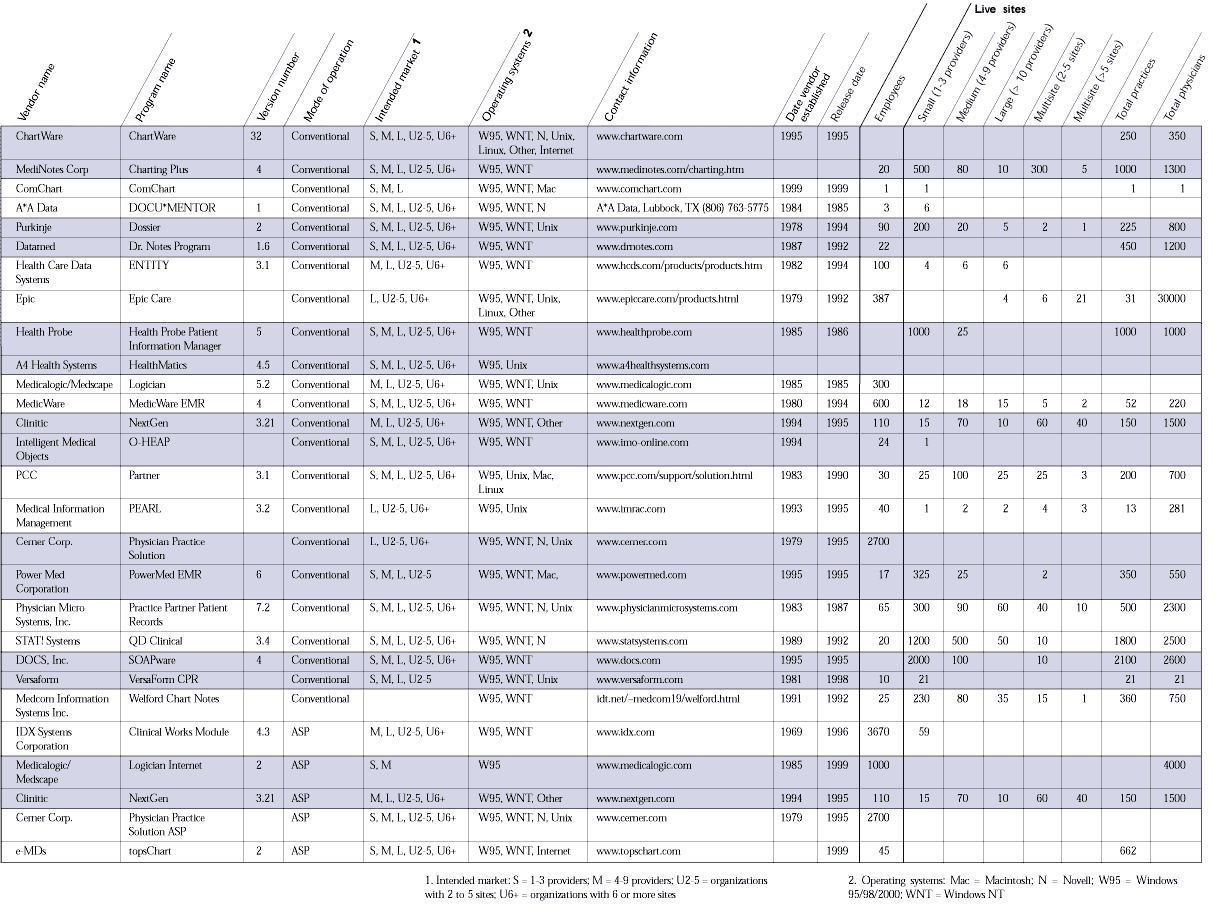 Live sites
Vendor name Program name Version number Mode of operation Intended market 1 Operating systems 2 Contact information Date vendor established Release date Employees Small (1-3 providers) Medium (4-9 providers) Large (> 10 providers) Multisite (2-5 sites) Multisite (>5 sites) Total practices Total physicians
ChartWare ChartWare 32 Conventional S, M, L, U2-5, U6+ W95, WNT, N, Unix, www.chartware.com 1995 1995 250 350
Linux, Other, Internet
MediNotes Corp Charting Plus 4 Conventional S, M, L, U2-5, U6+ W95, WNT www.medinotes.com/charting.htm 20 500 80 10 300 5 1000 1300
ComChart ComChart Conventional S, M, L W95, WNT, Mac www.comchart.com 1999 1999 1 1 1 1
A*A Data DOCU*MENTOR 1 Conventional S, M, L, U2-5, U6+ W95, WNT, N A*A Data, Lubbock, TX (806) 763-5775 1984 1985 3 6
Purkinje Dossier 2 Conventional S, M, L, U2-5, U6+ W95, WNT, Unix www.purkinje.com 1978 1994 90 200 20 5 2 1 225 800
Datamed Dr. Notes Program 1.6 Conventional S, M, L, U2-5, U6+ W95, WNT www.drnotes.com 1987 1992 22 450 1200
Health Care Data ENTITY 3.1 Conventional M, L, U2-5, U6+ W95, WNT www.hcds.com/products/products.htm 1982 1994 100 4 6 6
Systems
Epic Epic Care Conventional L, U2-5, U6+ W95, WNT, Unix, www.epiccare.com/products.html 1979 1992 387 4 6 21 31 30000
Linux, Other
Health Probe Health Probe Patient 5 Conventional S, M, L, U2-5, U6+ W95, WNT www.healthprobe.com 1985 1986 1000 25 1000 1000
Information Manager
A4 Health Systems HealthMatics 4.5 Conventional S, M, L, U2-5, U6+ W95, Unix www.a4healthsystems.com
Medicalogic/Medscape Logician 5.2 Conventional M, L, U2-5, U6+ W95, WNT, Unix www.medicalogic.com 1985 1985 300
MedicWare MedicWare EMR 4 Conventional S, M, L, U2-5, U6+ W95, WNT www.medicware.com 1980 1994 600 12 18 15 5 2 52 220
Clinitic NextGen 3.21 Conventional M, L, U2-5, U6+ W95, WNT, Other www.nextgen.com 1994 1995 110 15 70 10 60 40 150 1500
Intelligent Medical O-HEAP Conventional S, M, L, U2-5, U6+ W95, WNT www.imo-online.com 1994 24 1
Objects
PCC Partner 3.1 Conventional S, M, L, U2-5, U6+ W95, Unix, Mac, www.pcc.com/support/solution.html 1983 1990 30 25 100 25 25 3 200 700
Linux
Medical Information PEARL 3.2 Conventional L, U2-5, U6+ W95, Unix www.imrac.com 1993 1995 40 1 2 2 4 3 13 281
Management
Cerner Corp. Physician Practice Conventional L, U2-5, U6+ W95, WNT, N, Unix www.cerner.com 1979 1995 2700
Solution
Power Med PowerMed EMR 6 Conventional S, M, L, U2-5 W95, WNT, Mac, www.powermed.com 1995 1995 17 325 25 2 350 550
Corporation
Physician Micro Practice Partner Patient 7.2 Conventional S, M, L, U2-5, U6+ W95, WNT, N, Unix www.physicianmicrosystems.com 1983 1987 65 300 90 60 40 10 500 2300
Systems, Inc. Records
STAT! Systems QD Clinical 3.4 Conventional S, M, L, U2-5, U6+ W95, WNT, N www.statsystems.com 1989 1992 20 1200 500 50 10 1800 2500
DOCS, Inc. SOAPware 4 Conventional S, M, L, U2-5, U6+ W95, WNT www.docs.com 1995 1995 2000 100 10 2100 2600
Versaform VersaForm CPR Conventional S, M, L, U2-5 W95, WNT, Unix www.versaform.com 1981 1998 10 21 21 21
Medcom Information Welford Chart Notes Conventional W95, WNT idt.net/~medcom19/welford.html 1991 1992 25 230 80 35 15 1 360 750
Systems Inc.
IDX Systems Clinical Works Module 4.3 ASP M, L, U2-5, U6+ W95, WNT www.idx.com 1969 1996 3670 59
Corporation
Medicalogic/ Logician Internet 2 ASP S, M W95 www.medicalogic.com 1985 1999 1000 4000
Medscape
Clinitic NextGen 3.21 ASP M, L, U2-5, U6+ W95, WNT, Other www.nextgen.com 1994 1995 110 15 70 10 60 40 150 1500
Cerner Corp. Physician Practice ASP S, M, L, U2-5, U6+ W95, WNT, N, Unix www.cerner.com 1979 1995 2700
Solution ASP
e-MDs topsChart 2 ASP S, M, L, U2-5, U6+ W95, WNT, Internet www.topschart.com 1999 45 662
1. Intended market: S = 1-3 providers; M = 4-9 providers; U2-5 = organizations
with 2 to 5 sites; U6+ = organizations with 6 or more sites
2. Operating systems: Mac = Macintosh; N = Novell; W95 = Windows
95/98/2000; WNT = Windows NT